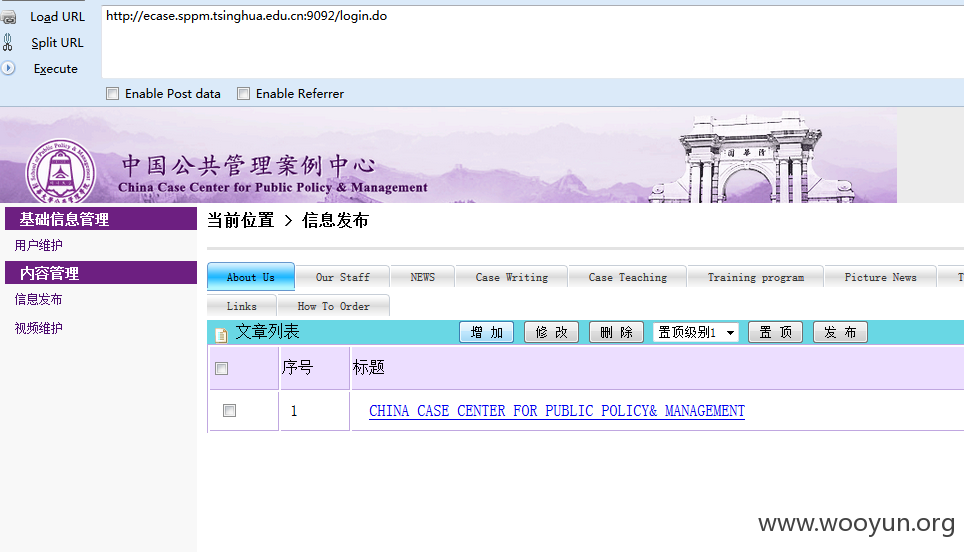 Load URL
http://ecase.sppm.tsinghua.edu.cn:9092/login.do
Split URL
Execute
Enable Post data Enable Referrer
中国公共管理案例中心
China Case Center for Public Policy & Management
基础信息管理
用户维护
内容管理
信息发布
视频维护
当前位置 > 信息发布
About Us Our Staff NEWS Case Writing Case Teaching Training program Picture News
Links How To Order
文章列表 增 加 修 改 删 除 置顶级别1 置 顶 发 布
序号 标题
1 CHINA CASE CENTER FOR PUBLIC POLICY& MANAGEMENT
www.wooyun.org